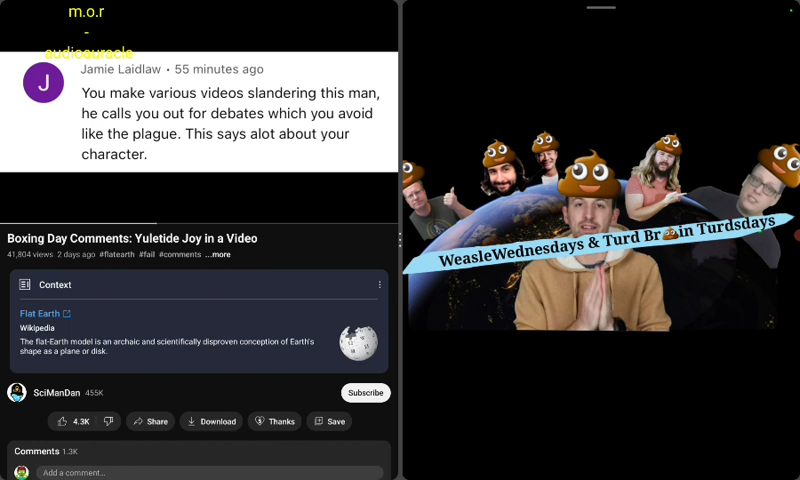 m.o.r
-
audioauracle
J
Jamie Laidlaw • 55 minutes ago
You make various videos slandering this man,
he calls you out for debates which you avoid
like the plague. This says alot about your
character.
Boxing Day Comments: Yuletide Joy in a Video
41,804 views 2 days ago #flatearth #fail #comments ...more
Context
Flat Earth
Wikipedia
The flat-Earth model is an archaic and scientifically disproven conception of Earth's
shape as a plane or disk.
SciManDan 455K
Subscribe
4.3K Share Download Thanks Save
Comments 1.3K
Add a comment...
WeasleWednesdays & Turd Br💩in Turdsdays